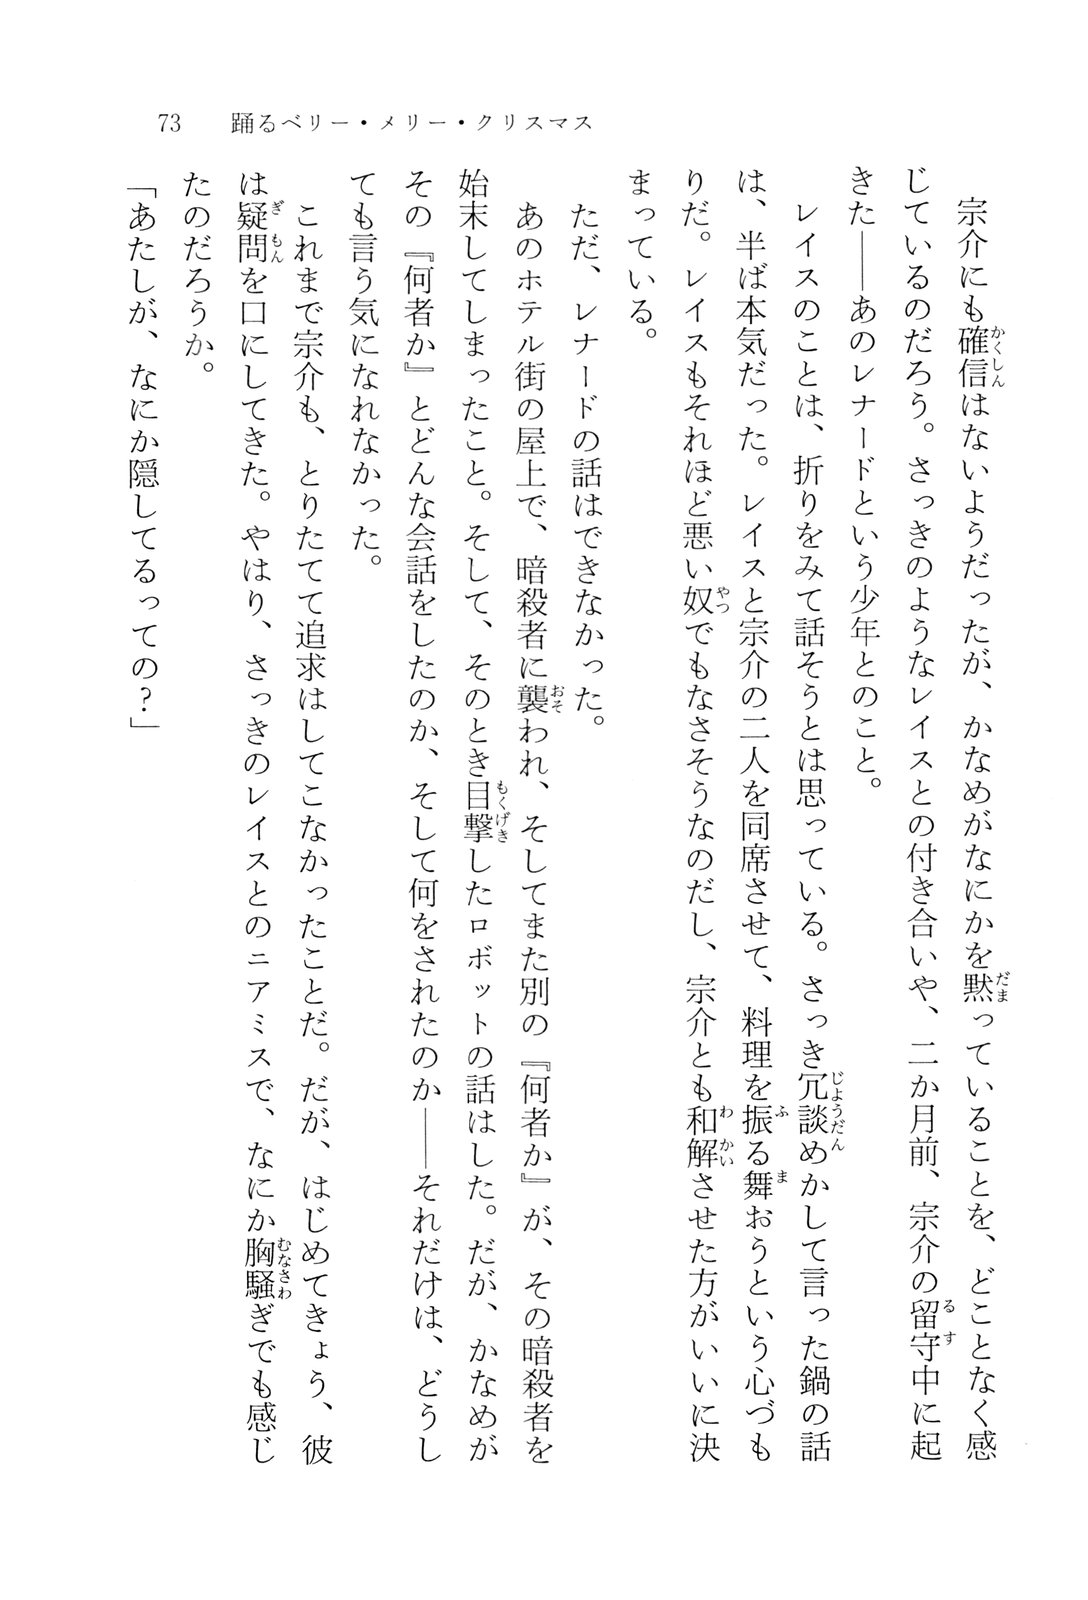 73　踊るベリー・メリー・クリスマス
　宗介にも確信はないようだったが、かなめがなにかを黙っていることを、どことなく感
じているのだろう。さっきのようなレイスとの付き合いや、二か月前、宗介の留守中に起
きた――あのレナードという少年とのこと。
　レイスのことは、折りをみて話そうとは思っている。さっき冗談めかして言った鍋の話
は、半ば本気だった。レイスと宗介の二人を同席させて、料理を振る舞おうという心づも
りだ。レイスもそれほど悪い奴でもなさそうなのだし、宗介とも和解させた方がいいに決
まっている。
　ただ、レナードの話はできなかった。
　あのホテル街の屋上で、暗殺者に襲われ、そしてまた別の『何者か』が、その暗殺者を
始末してしまったこと。そして、そのとき目撃したロボットの話はした。だが、かなめが
その『何者か』とどんな会話をしたのか、そして何をされたのか――それだけは、どうし
ても言う気になれなかった。
　これまで宗介も、とりたてて追求はしてこなかったことだ。だが、はじめてきょう、彼
は疑問を口にしてきた。やはり、さっきのレイスとのニアミスで、なにか胸騒ぎでも感じ
たのだろうか。
「あたしが、なにか隠してるっての？」